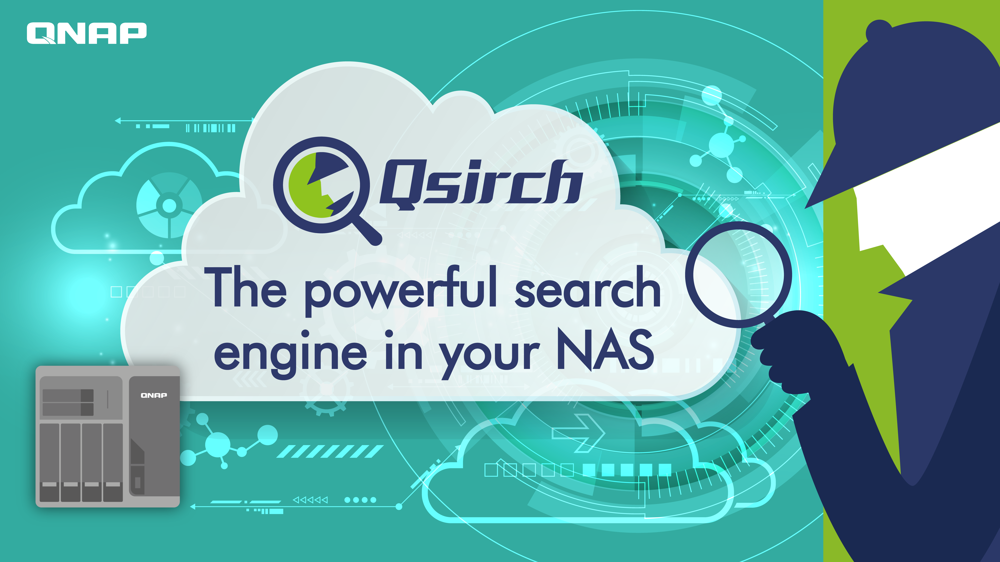 QNAP
Qsirch
The powerful search
engine in your NAS
QNAP